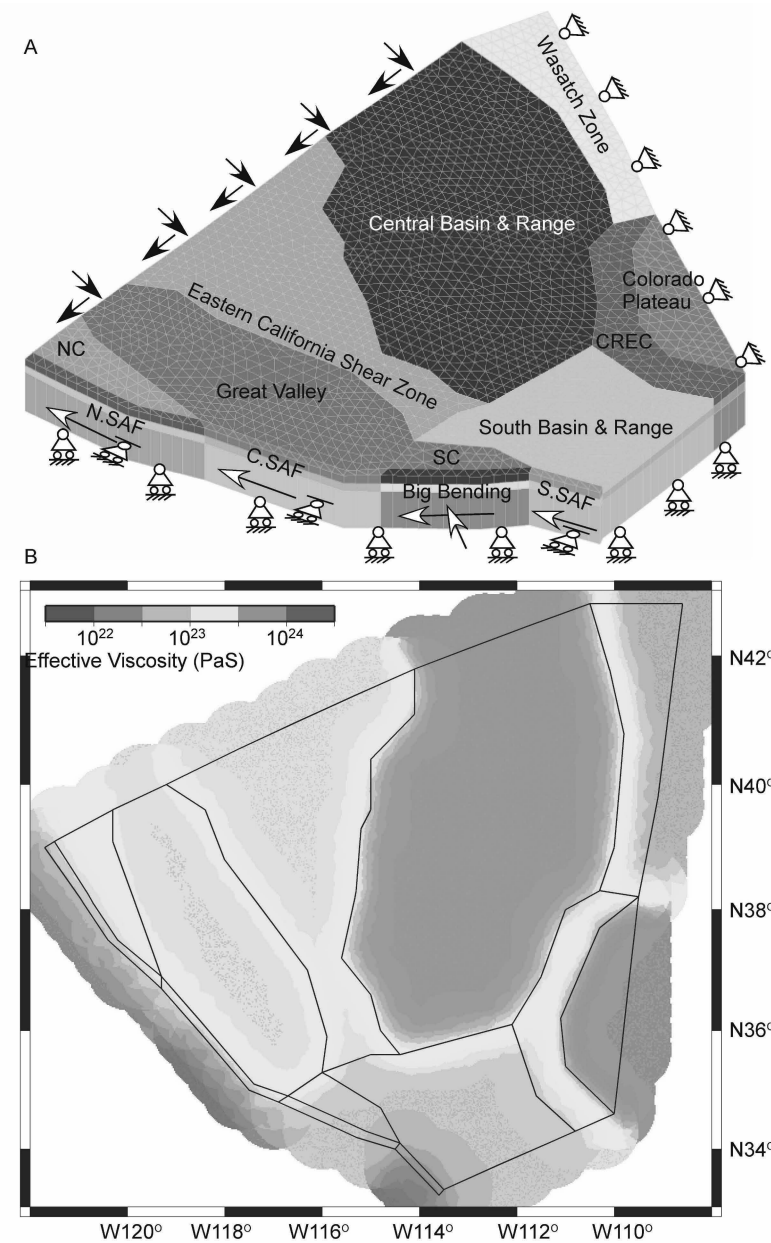 A
Wasatch Zone
Central Basin & Range
Colorado
Plateau
Eastern California Shear Zone
CREC
NC
Great Valley
South Basin & Range
N.SAF
SC
C.SAF
Big Bending
S.SAF
B
10²² 10²³ 10²⁴
Effective Viscosity (PaS)
N42°
N40°
N38°
N36°
N34°
W120° W118° W116° W114° W112° W110°